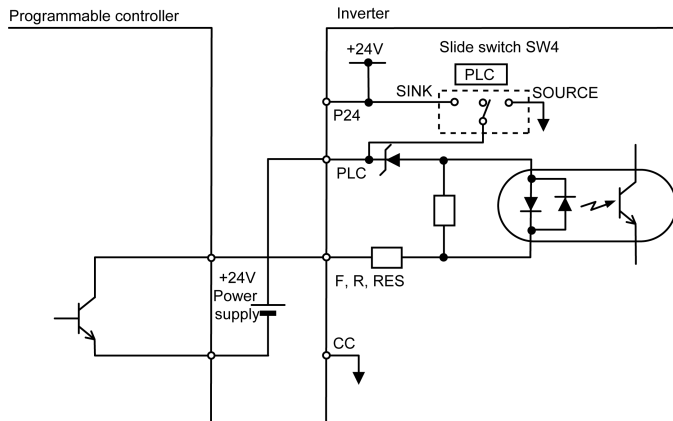 Programmable controller
Inverter
+24V
Slide switch SW4
PLC
SINK
SOURCE
P24
PLC
F, R, RES
+24V
Power
supply
CC